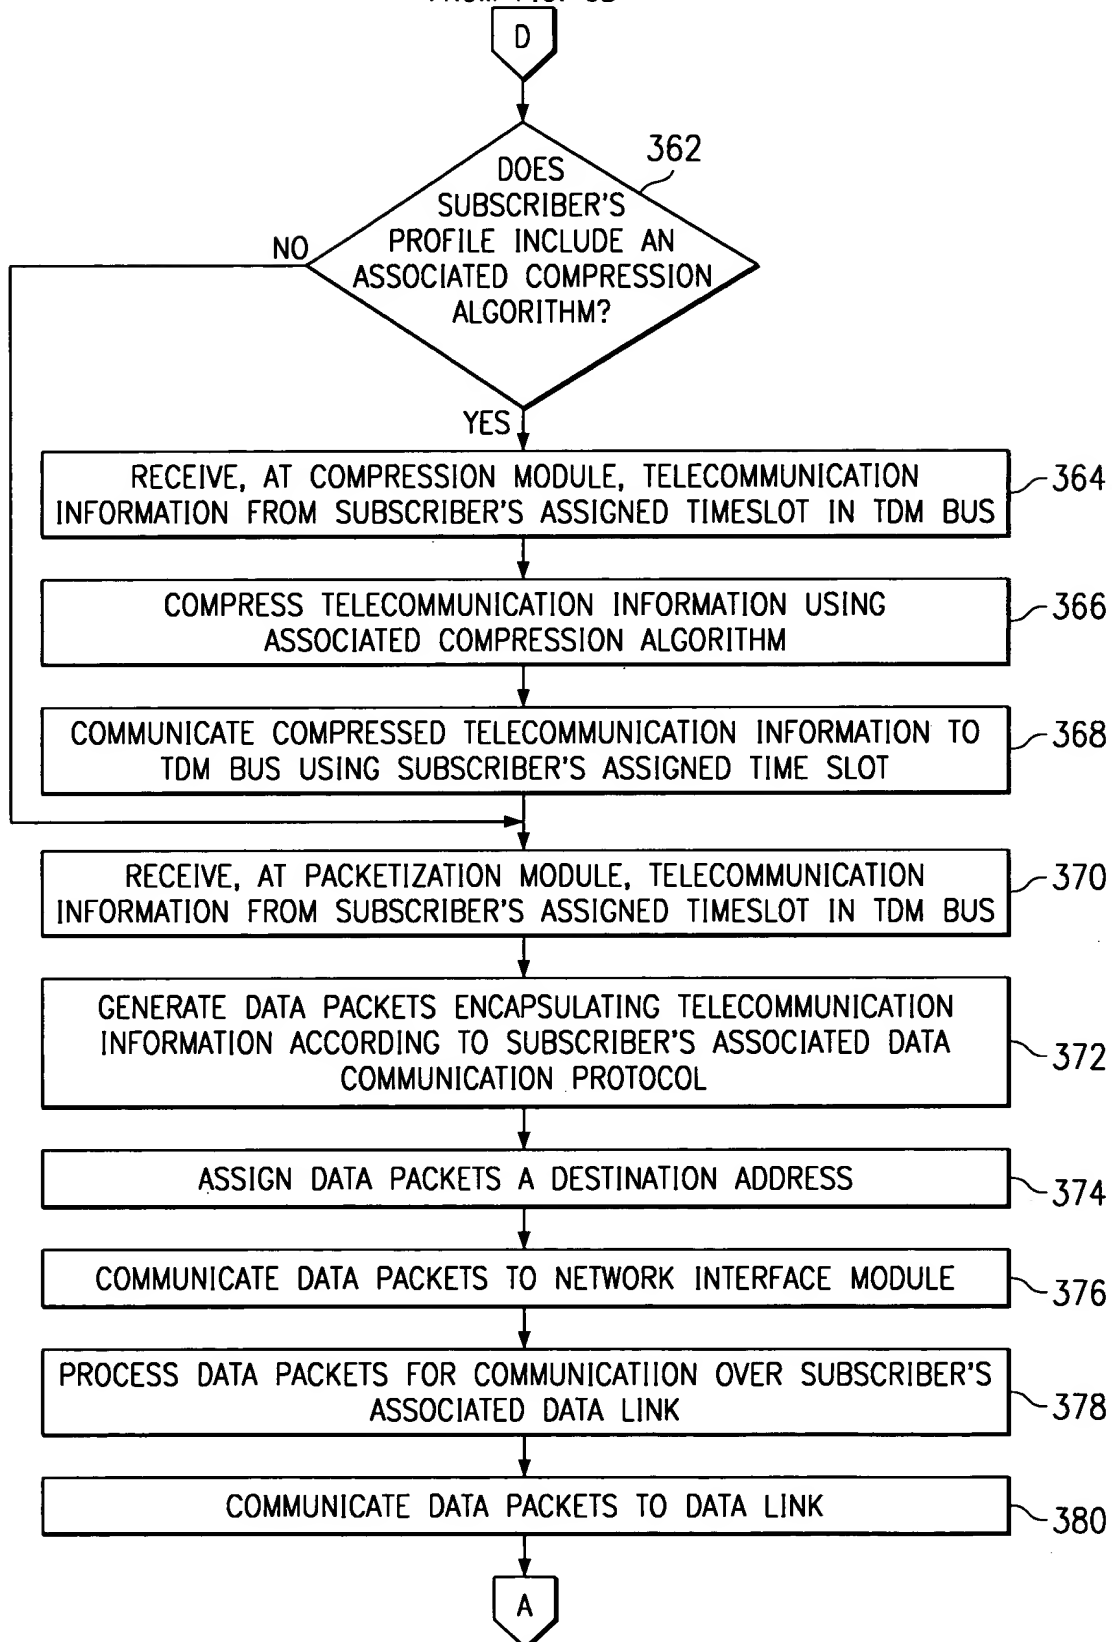 D
362
DOES
SUBSCRIBER'S
PROFILE INCLUDE AN
ASSOCIATED COMPRESSION
ALGORITHM?
NO
YES
RECEIVE, AT COMPRESSION MODULE, TELECOMMUNICATION
INFORMATION FROM SUBSCRIBER'S ASSIGNED TIMESLOT IN TDM BUS
364
COMPRESS TELECOMMUNICATION INFORMATION USING
ASSOCIATED COMPRESSION ALGORITHM
366
COMMUNICATE COMPRESSED TELECOMMUNICATION INFORMATION TO
TDM BUS USING SUBSCRIBER'S ASSIGNED TIME SLOT
368
RECEIVE, AT PACKETIZATION MODULE, TELECOMMUNICATION
INFORMATION FROM SUBSCRIBER'S ASSIGNED TIMESLOT IN TDM BUS
370
GENERATE DATA PACKETS ENCAPSULATING TELECOMMUNICATION
INFORMATION ACCORDING TO SUBSCRIBER'S ASSOCIATED DATA
COMMUNICATION PROTOCOL
372
ASSIGN DATA PACKETS A DESTINATION ADDRESS
374
COMMUNICATE DATA PACKETS TO NETWORK INTERFACE MODULE
376
PROCESS DATA PACKETS FOR COMMUNICATIION OVER SUBSCRIBER'S
ASSOCIATED DATA LINK
378
COMMUNICATE DATA PACKETS TO DATA LINK
380
A